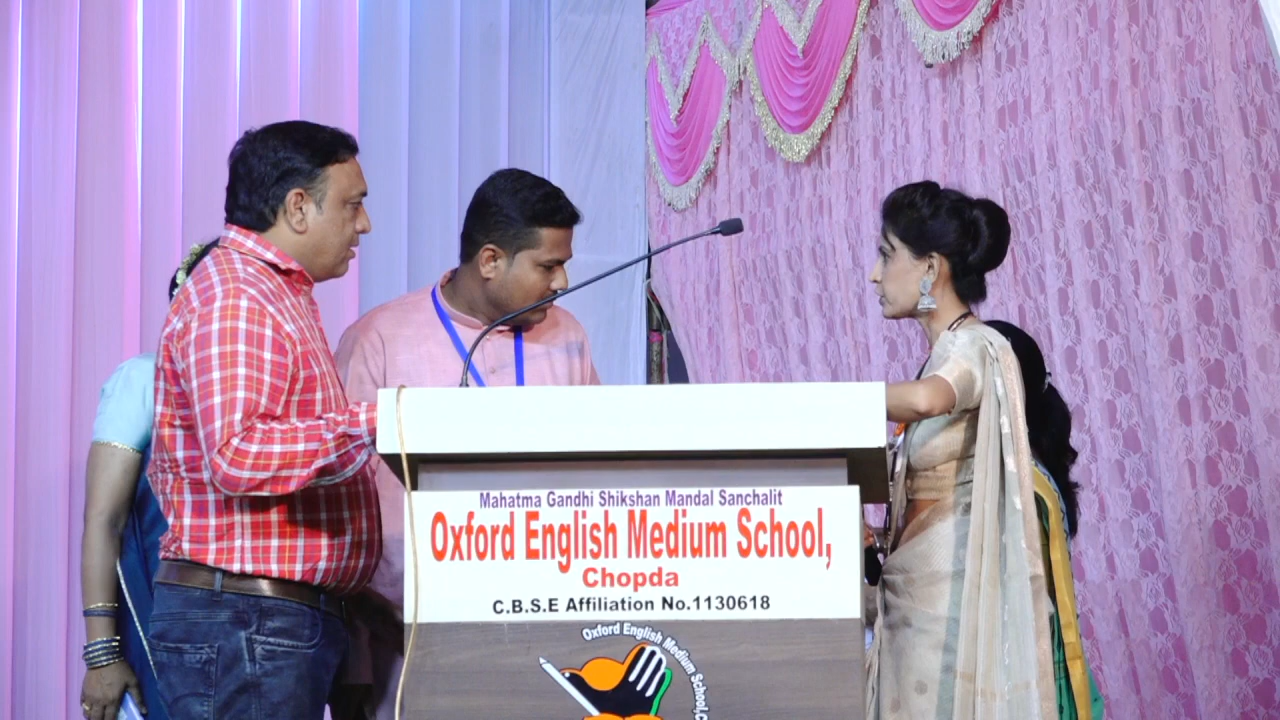 Mahatma Gandhi Shikshan Mandal Sanchalit
Oxford English Medium School,
Chopda
C.B.S.E Affiliation No.1130618
Oxford English Medium School,